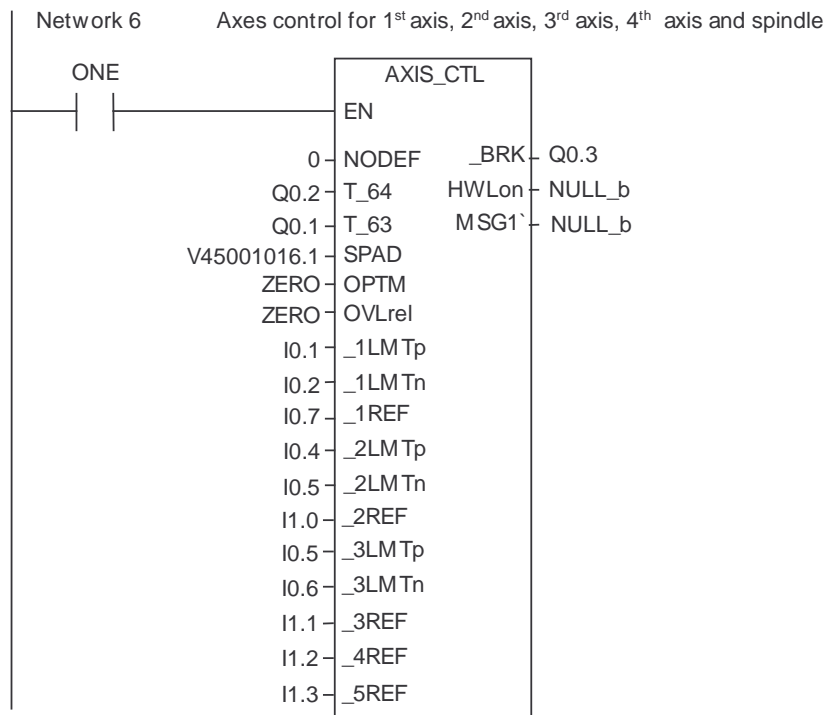 Network 6 Axes control for 1st axis, 2nd axis, 3rd axis, 4th axis and spindle
ONE
AXIS_CTL
EN
0 NODEF _BRK Q0.3
Q0.2 T_64 HWLon NULL_b
Q0.1 T_63 MSG1` NULL_b
V45001016.1 SPAD
ZERO OPTM
ZERO OVLrel
I0.1 _1LMTp
I0.2 _1LMTn
I0.7 _1REF
I0.4 _2LMTp
I0.5 _2LMTn
I1.0 _2REF
I0.5 _3LMTp
I0.6 _3LMTn
I1.1 _3REF
I1.2 _4REF
I1.3 _5REF